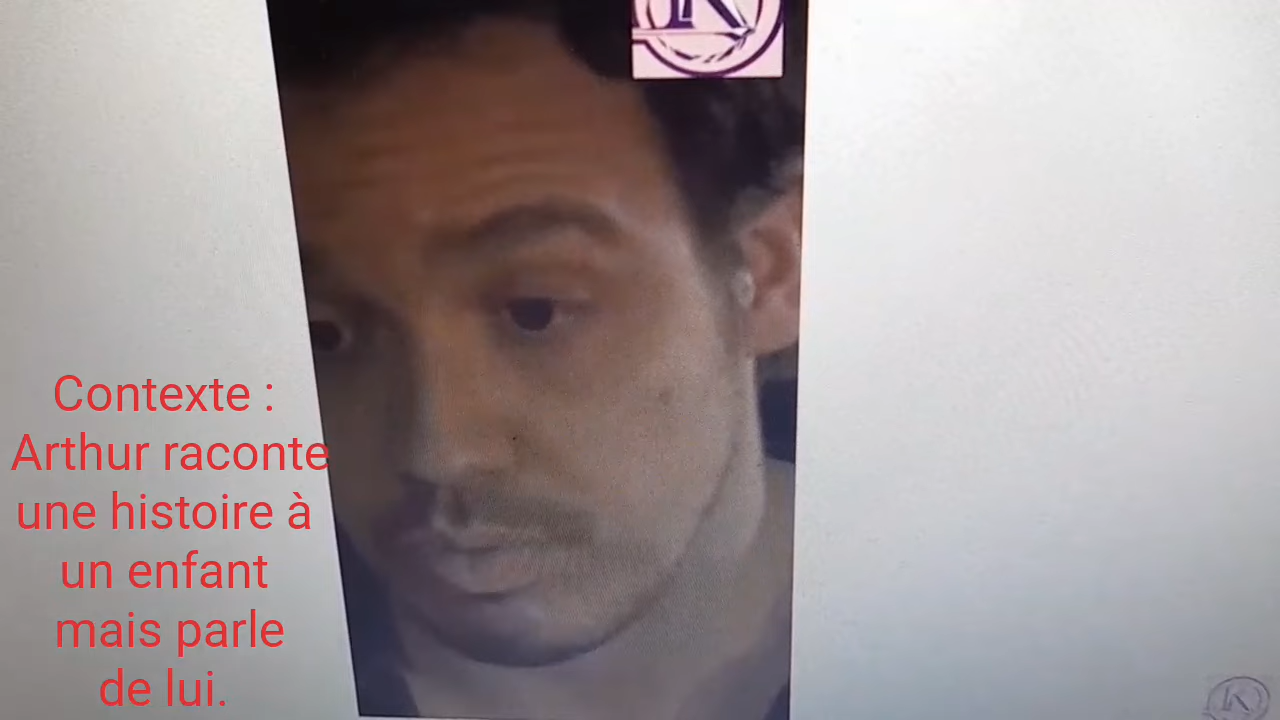 Contexte :
Arthur raconte
une histoire à
un enfant
mais parle
de lui.
K
K